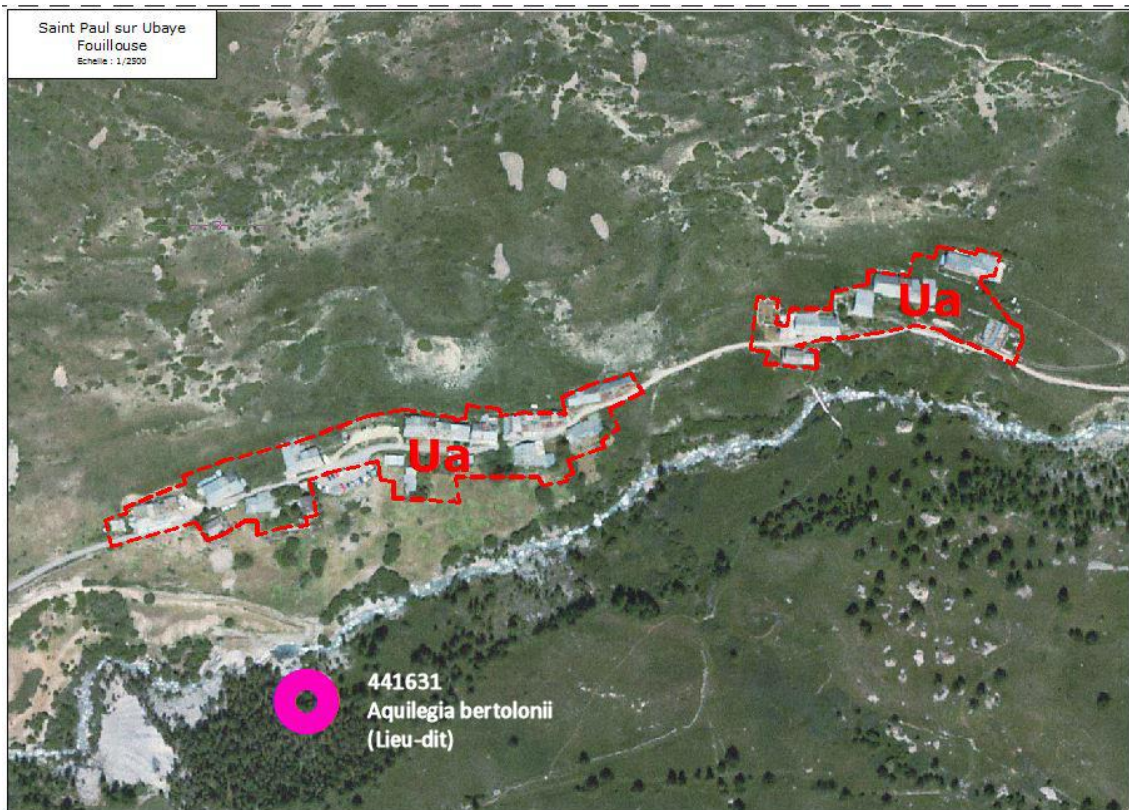 Saint Paul sur Ubaye
Fouillouse
Echelle : 1/2500
Ua
Ua
441631
Aquilegia bertolonii
(Lieu-dit)